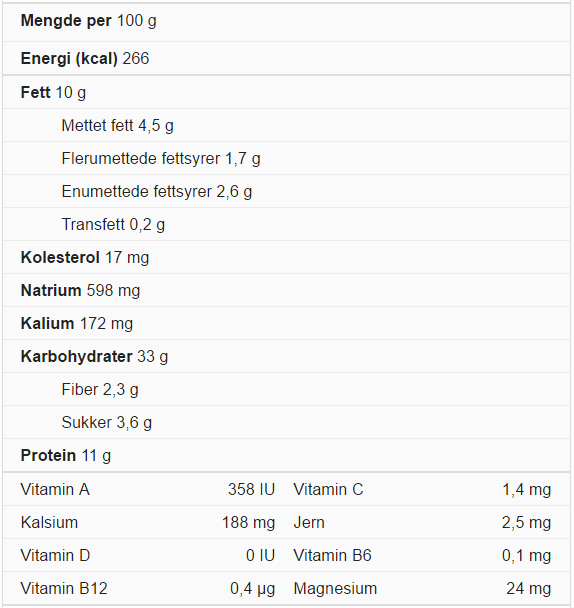 Mengde per 100 g
Energi (kcal) 266
Fett 10 g
Mettet fett 4,5 g
Flerumettede fettsyrer 1,7 g
Enumettede fettsyrer 2,6 g
Transfett 0,2 g
Kolesterol 17 mg
Natrium 598 mg
Kalium 172 mg
Karbohydrater 33 g
Fiber 2,3 g
Sukker 3,6 g
Protein 11 g
Vitamin A 358 IU Vitamin C 1,4 mg
Kalsium 188 mg Jern 2,5 mg
Vitamin D 0 IU Vitamin B6 0,1 mg
Vitamin B12 0,4 µg Magnesium 24 mg